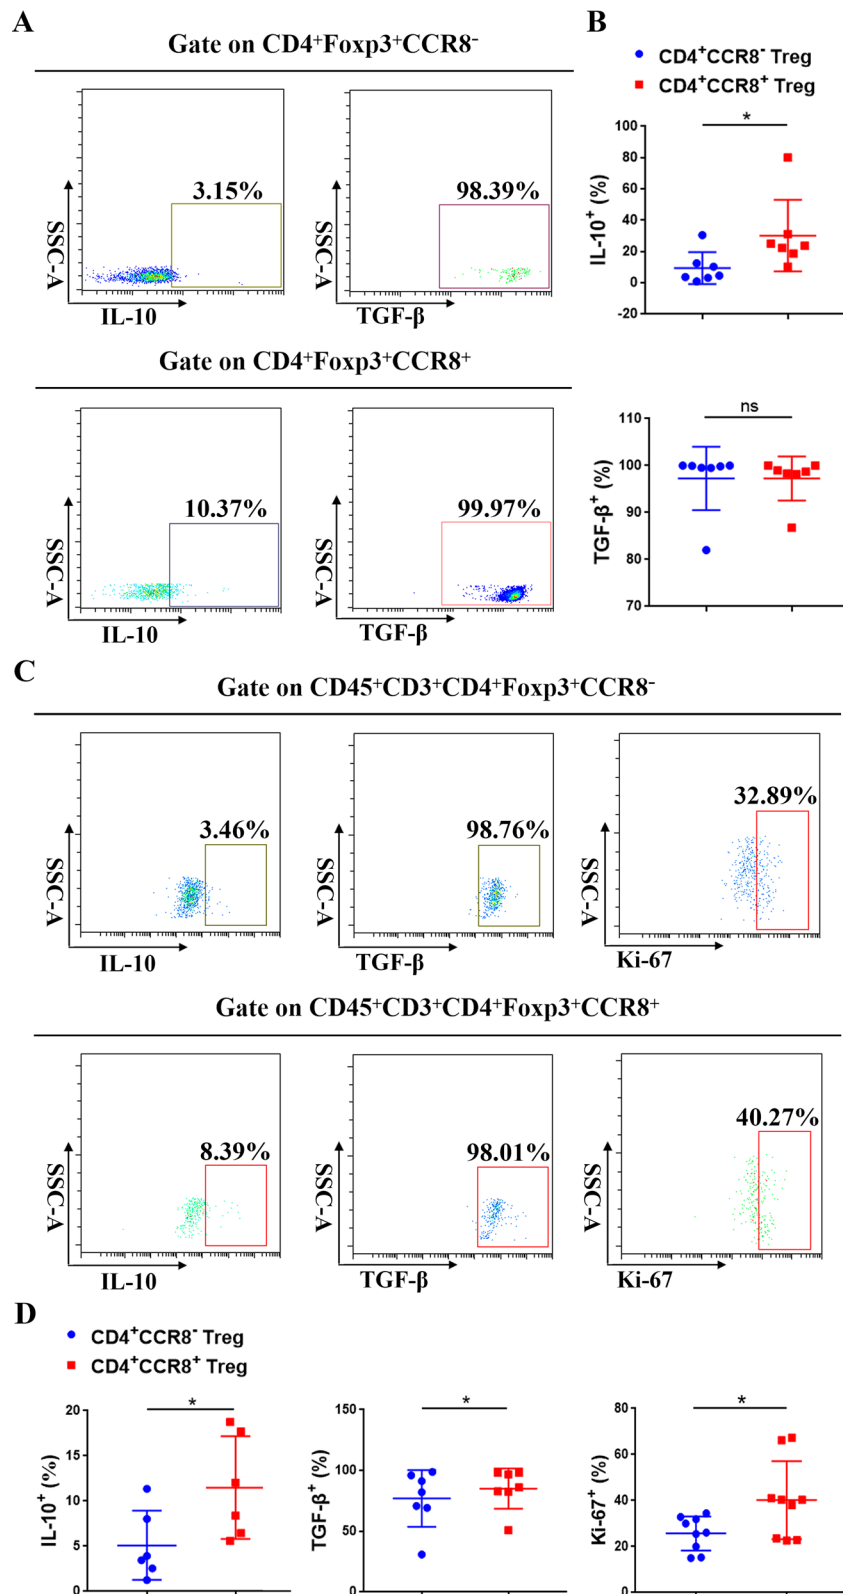 A
Gate on CD4⁺Foxp3⁺CCR8⁻
3.15%
SSC-A
IL-10
98.39%
SSC-A
TGF-β
Gate on CD4⁺Foxp3⁺CCR8⁺
10.37%
SSC-A
IL-10
99.97%
SSC-A
TGF-β
B
CD4⁺CCR8⁻ Treg
CD4⁺CCR8⁺ Treg
*
100
80
60
40
20
0
-20
IL-10⁺ (%)
ns
110
100
90
80
70
TGF-β⁺ (%)
C
Gate on CD45⁺CD3⁺CD4⁺Foxp3⁺CCR8⁻
3.46%
SSC-A
IL-10
98.76%
SSC-A
TGF-β
32.89%
SSC-A
Ki-67
Gate on CD45⁺CD3⁺CD4⁺Foxp3⁺CCR8⁺
8.39%
SSC-A
IL-10
98.01%
SSC-A
TGF-β
40.27%
SSC-A
Ki-67
D
CD4⁺CCR8⁻ Treg
CD4⁺CCR8⁺ Treg
*
20
15
10
5
0
IL-10⁺ (%)
*
150
100
50
0
TGF-β⁺ (%)
*
80
60
40
20
0
Ki-67⁺ (%)